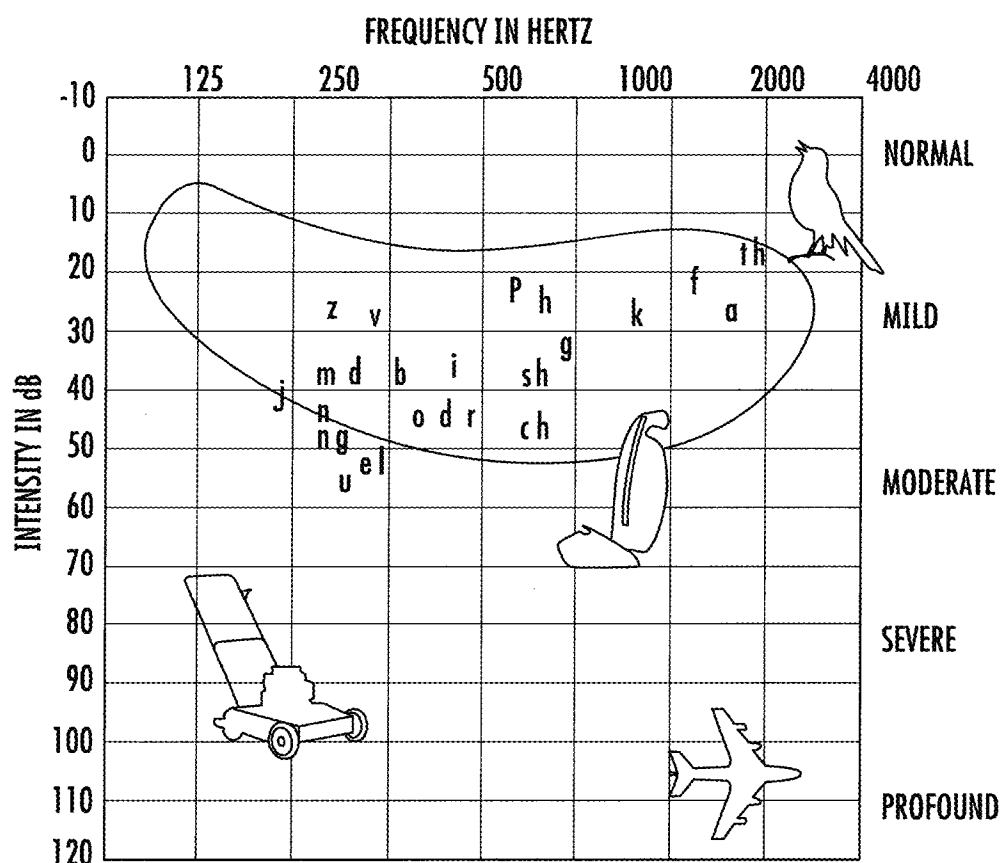 FREQUENCY IN HERTZ
125 250 500 1000 2000 4000
-10
0 NORMAL
10
th
20
f
P h
z v k a
30 MILD
g
m d b i sh
40
j
n o d r ch
ng
50
el
u MODERATE
60
70
80
SEVERE
90
100
110 PROFOUND
120
INTENSITY IN dB